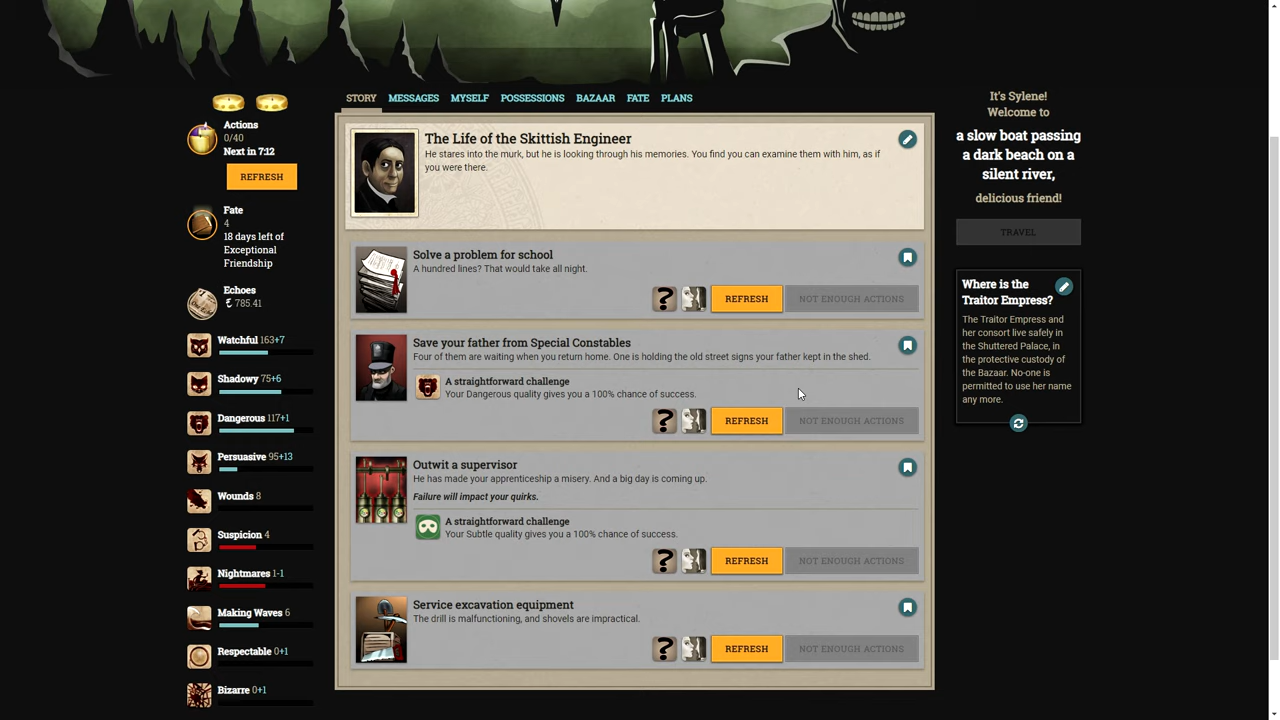 STORY MESSAGES MYSELF POSSESSIONS BAZAAR FATE PLANS
Actions
0/40
Next in 7:12
REFRESH
Fate
4
18 days left of
Exceptional
Friendship
Echoes
785.41
Watchful 163+7
Shadowy 75+6
Dangerous 117+1
Persuasive 95+13
Wounds 8
Suspicion 4
Nightmares 1-1
Making Waves 6
Respectable 0+1
Bizarre 0+1
The Life of the Skittish Engineer
He stares into the murk, but he is looking through his memories. You find you can examine them with him, as if
you were there.
Solve a problem for school
A hundred lines? That would take all night.
? REFRESH NOT ENOUGH ACTIONS
Save your father from Special Constables
Four of them are waiting when you return home. One is holding the old street signs your father kept in the shed.
A straightforward challenge
Your Dangerous quality gives you a 100% chance of success.
? REFRESH NOT ENOUGH ACTIONS
Outwit a supervisor
He has made your apprenticeship a misery. And a big day is coming up.
Failure will impact your quirks.
A straightforward challenge
Your Subtle quality gives you a 100% chance of success.
? REFRESH NOT ENOUGH ACTIONS
Service excavation equipment
The drill is malfunctioning, and shovels are impractical.
? REFRESH NOT ENOUGH ACTIONS
It's Sylene!
Welcome to
a slow boat passing
a dark beach on a
silent river,
delicious friend!
TRAVEL
Where is the
Traitor Empress?
The Traitor Empress and
her consort live safely in
the Shuttered Palace, in
the protective custody of
the Bazaar. No-one is
permitted to use her name
any more.